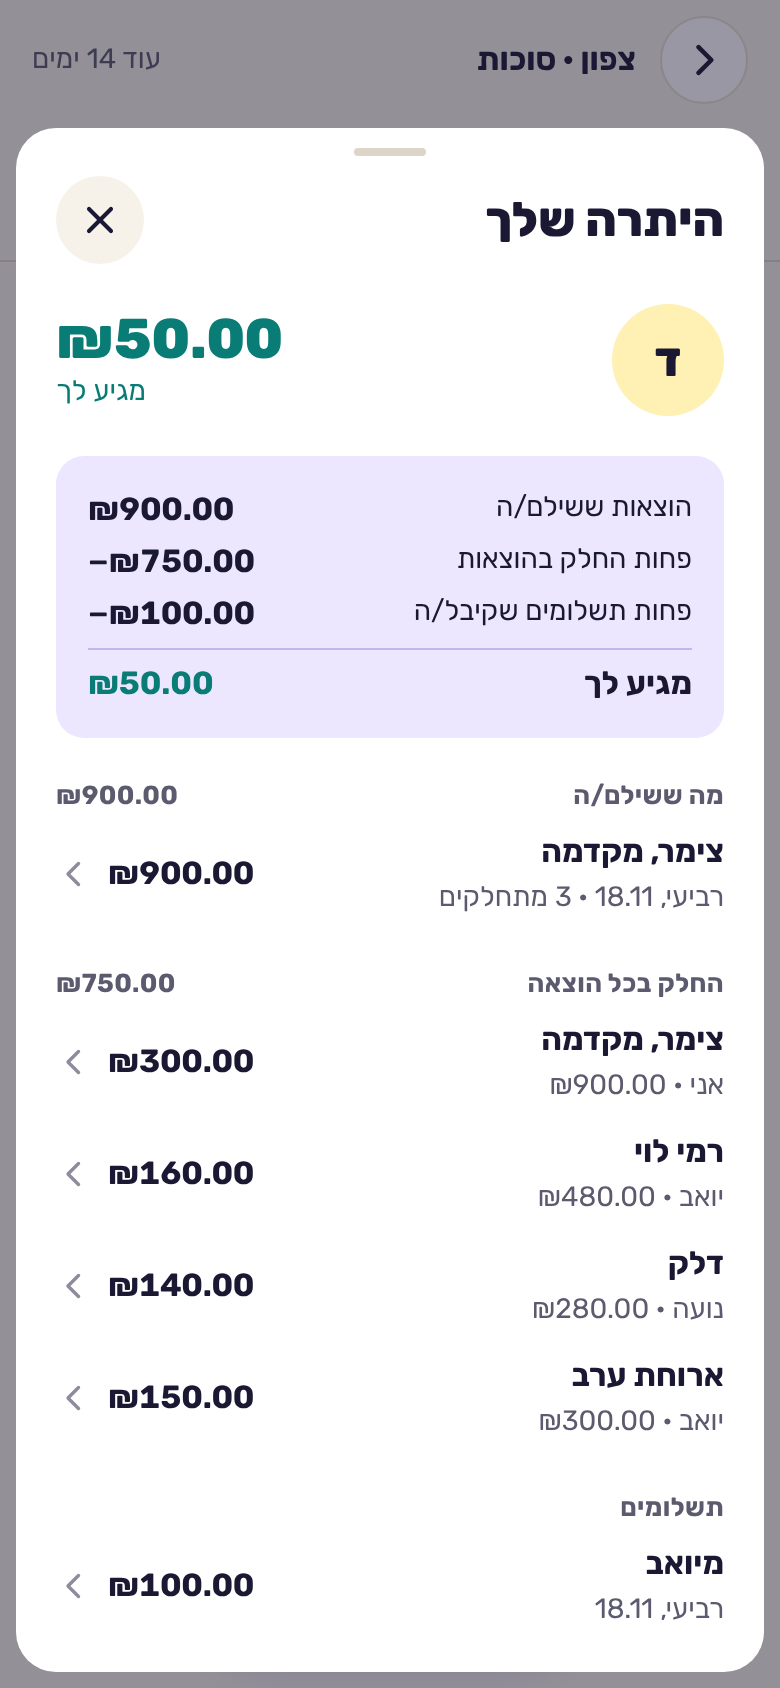 צפון • סוכות
עוד 14 ימים
היתרה שלך
ד
₪50.00
מגיע לך
הוצאות ששילם/ה ₪900.00
פחות החלק בהוצאות −₪750.00
פחות תשלומים שקיבל/ה −₪100.00
מגיע לך ₪50.00
מה ששילם/ה ₪900.00
צימר, מקדמה ₪900.00
רביעי, 18.11 • 3 מתחלקים
החלק בכל הוצאה ₪750.00
צימר, מקדמה ₪300.00
אני • ₪900.00
רמי לוי ₪160.00
יואב • ₪480.00
דלק ₪140.00
נועה • ₪280.00
ארוחת ערב ₪150.00
יואב • ₪300.00
תשלומים
מיואב ₪100.00
רביעי, 18.11